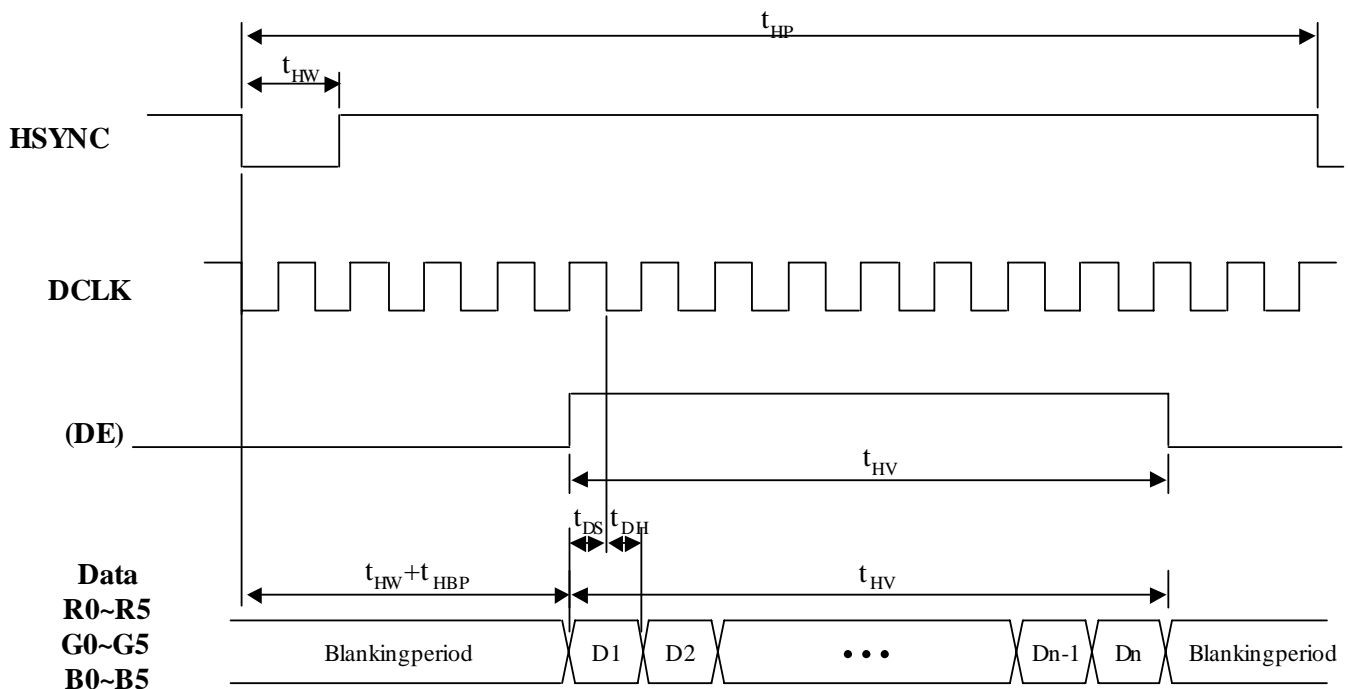 tHP
tHW
HSYNC
DCLK
(DE)
tHV
tDS tDH
tHW+tHBP
tHV
Data
R0~R5
G0~G5
B0~B5
Blankingperiod D1 D2 ••• Dn-1 Dn Blankingperiod